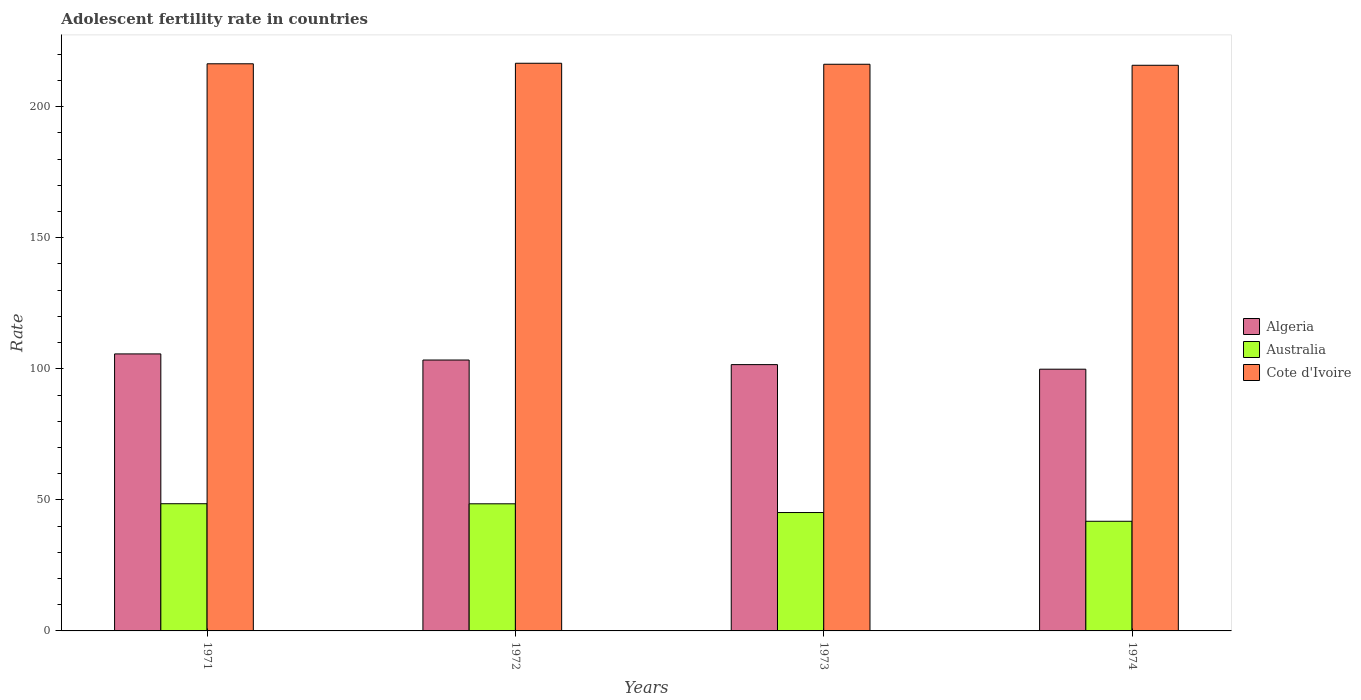 Adolescent fertility rate in countries
Rate
200
150
100
50
0
1971
1972
1973
1974
Years
Algeria
Australia
Cote d'Ivoire